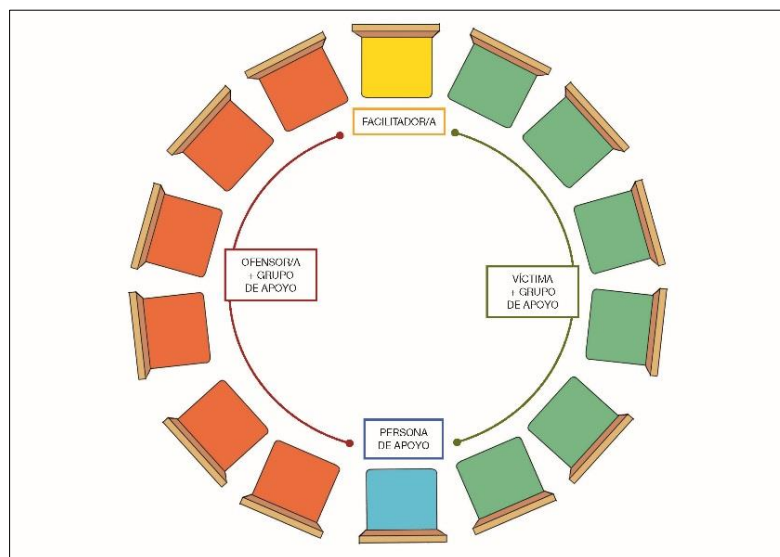 FACILITADOR/A
OFENSOR/A
+ GRUPO
DE APOYO
VÍCTIMA
+ GRUPO
DE APOYO
PERSONA
DE APOYO